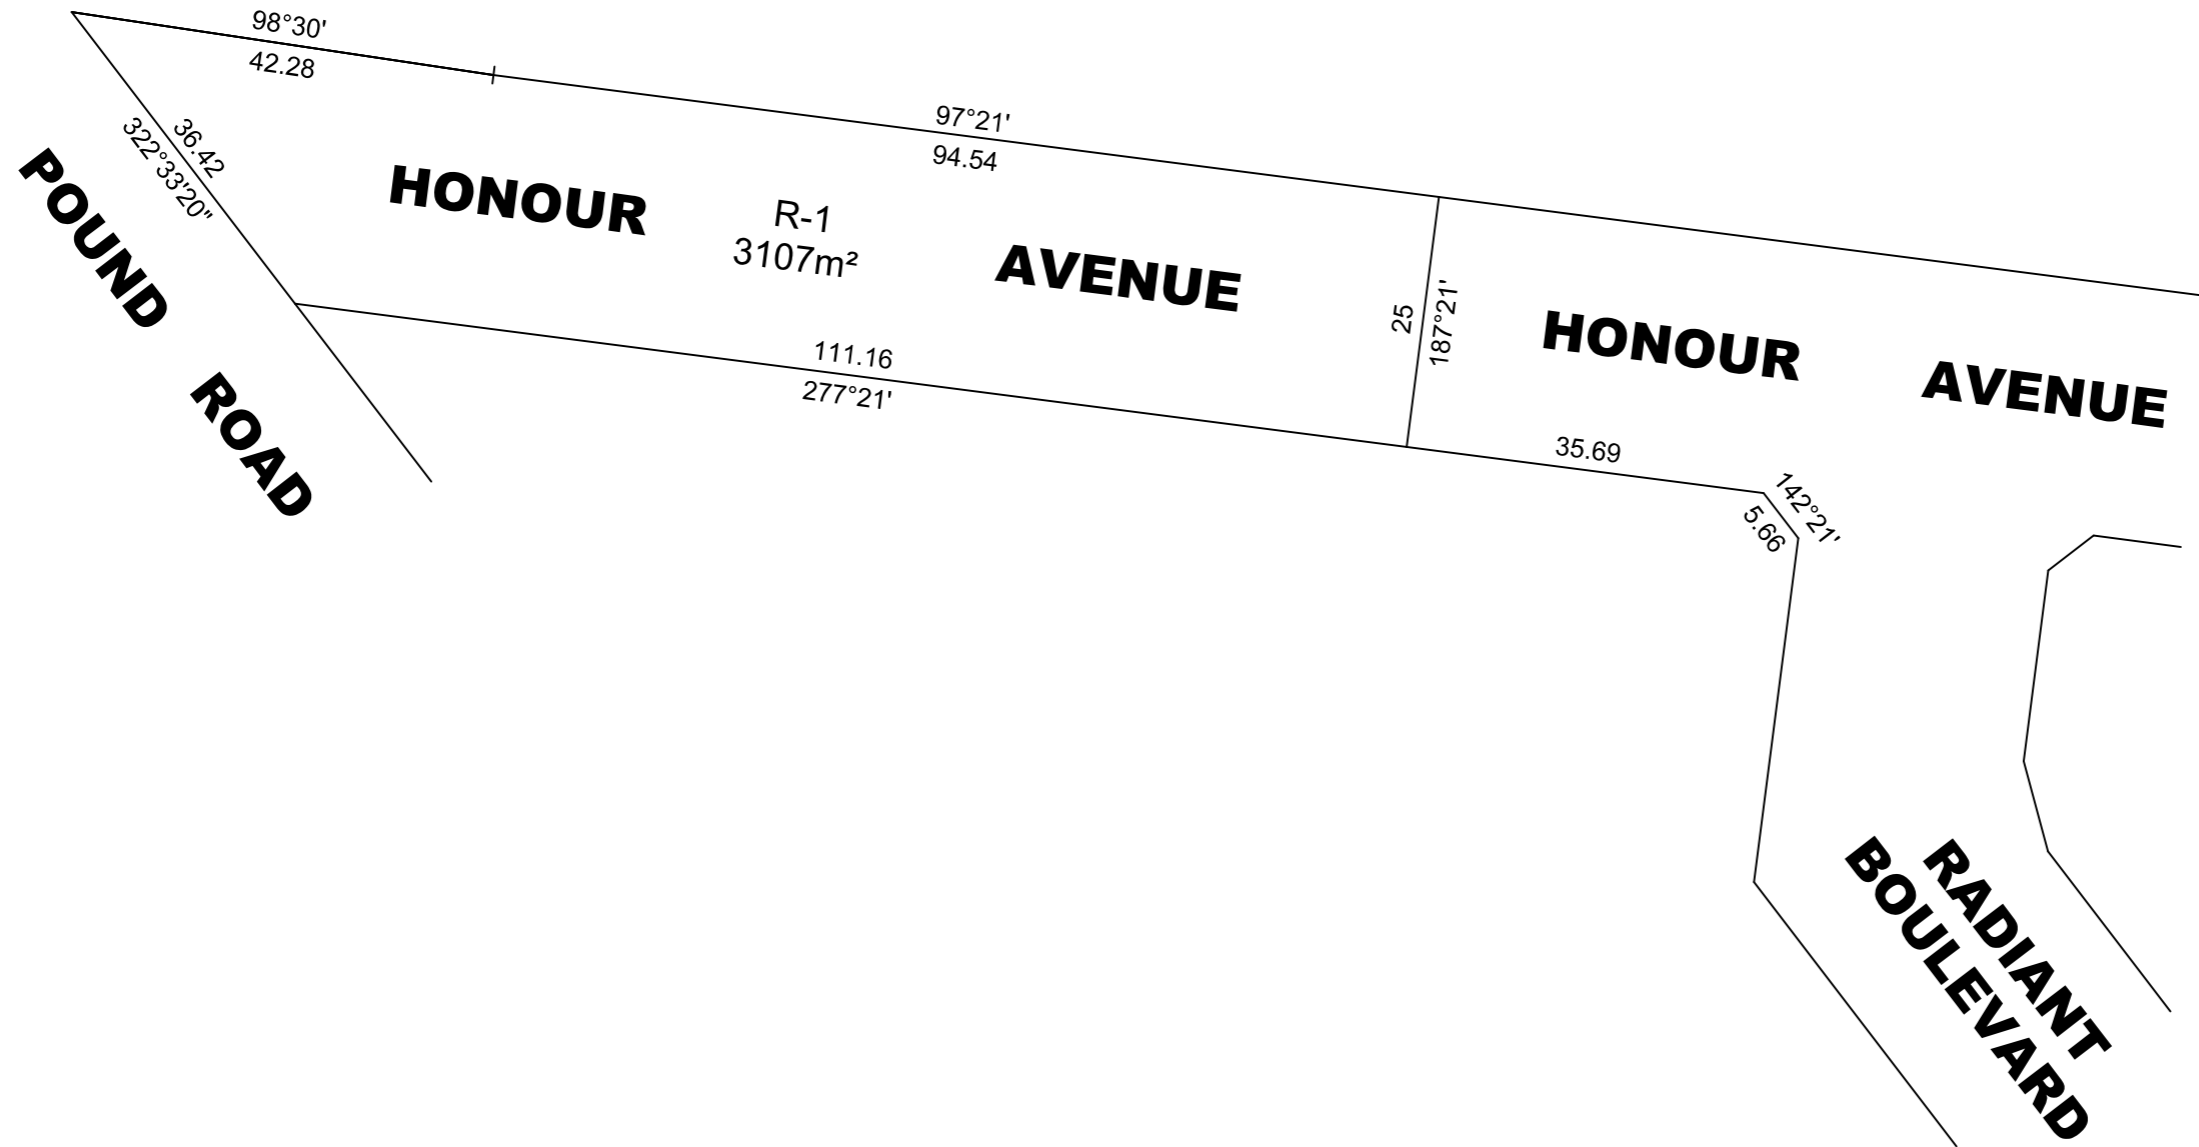 98°30'
42.28
97°21'
94.54
36.42
322°33'20"
POUND ROAD
HONOUR AVENUE
R-1
3107m²
25
187°21'
111.16
277°21'
HONOUR AVENUE
35.69
142°21'
5.66
RADIANT
BOULEVARD